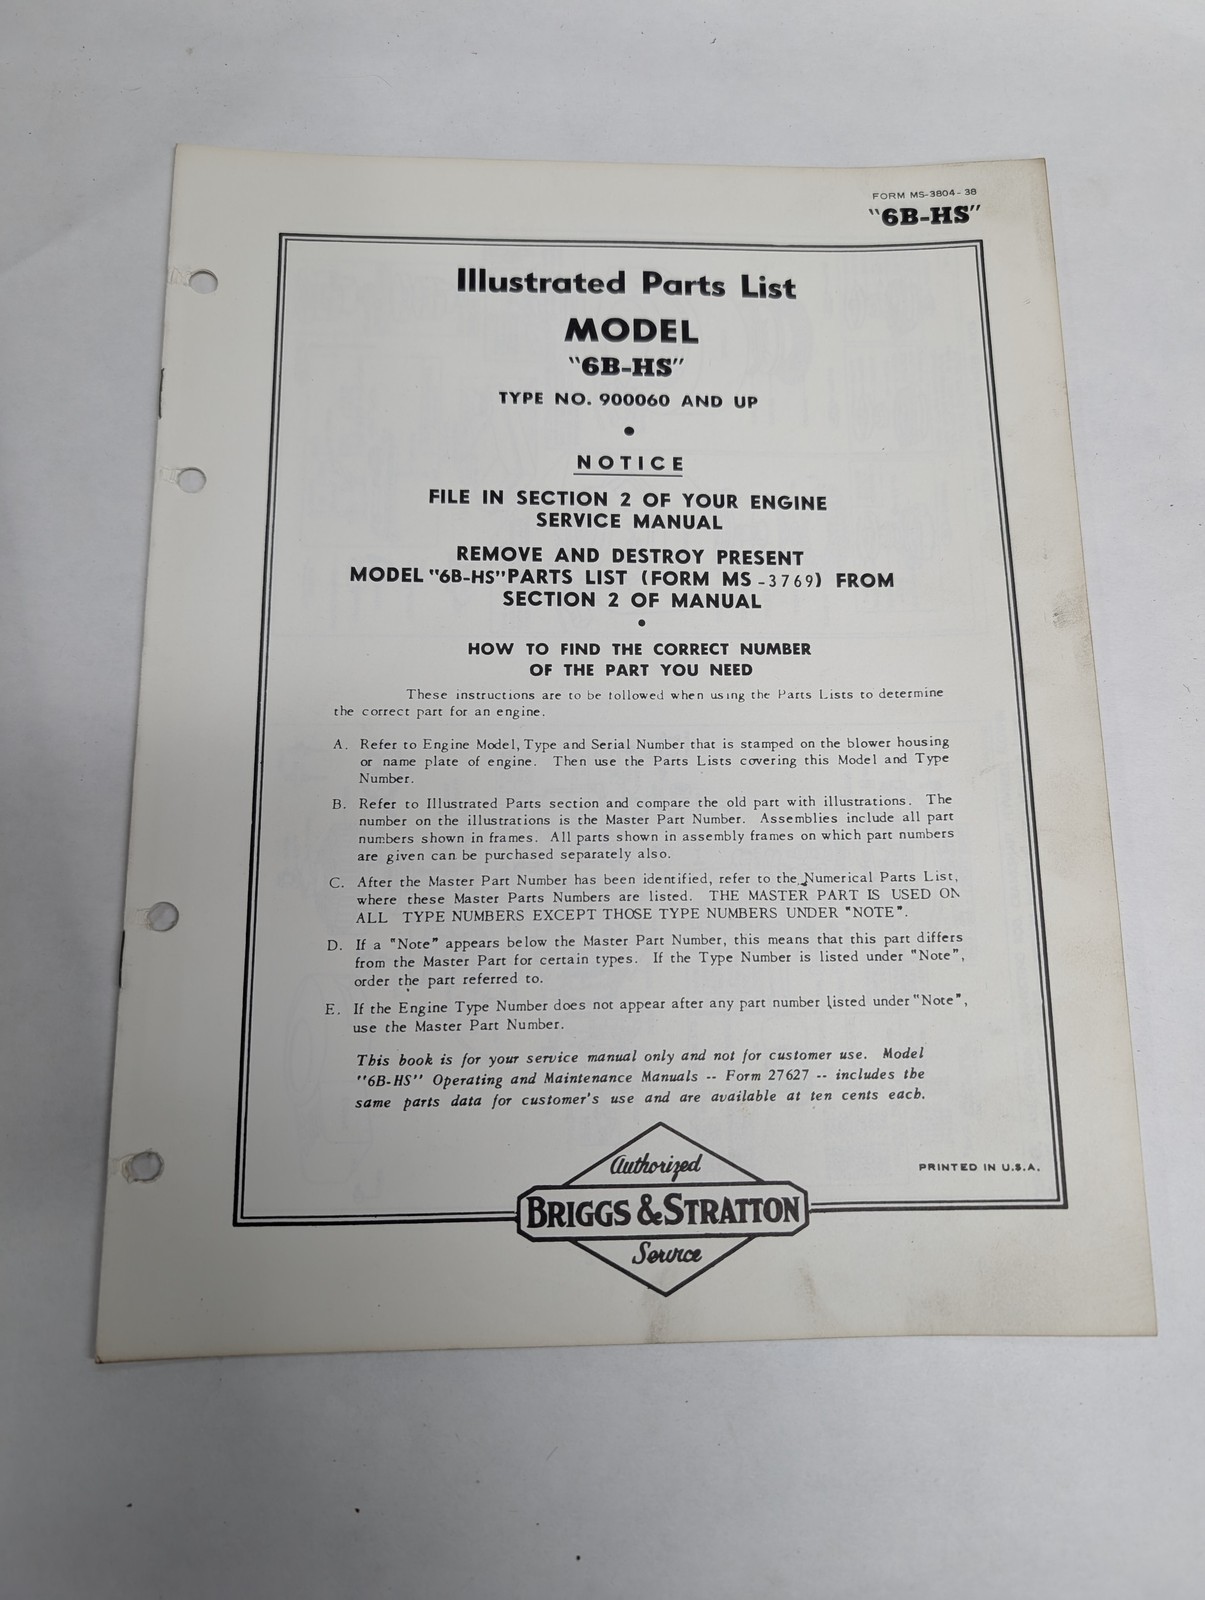 FORM MS-3804-38
"6B-HS"
Illustrated Parts List
MODEL
"6B-HS"
TYPE NO. 900060 AND UP
NOTICE
FILE IN SECTION 2 OF YOUR ENGINE
SERVICE MANUAL
REMOVE AND DESTROY PRESENT
MODEL "6B-HS" PARTS LIST (FORM MS -3769) FROM
SECTION 2 OF MANUAL
HOW TO FIND THE CORRECT NUMBER
OF THE PART YOU NEED
These instructions are to be followed when using the Parts Lists to determine
the correct part for an engine.
A. Refer to Engine Model, Type and Serial Number that is stamped on the blower housing
or name plate of engine. Then use the Parts Lists covering this Model and Type
Number.
B. Refer to Illustrated Parts section and compare the old part with illustrations. The
number on the illustrations is the Master Part Number. Assemblies include all part
numbers shown in frames. All parts shown in assembly frames on which part numbers
are given can be purchased separately also.
C. After the Master Part Number has been identified, refer to the Numerical Parts List,
where these Master Parts Numbers are listed. THE MASTER PART IS USED ON
ALL TYPE NUMBERS EXCEPT THOSE TYPE NUMBERS UNDER "NOTE".
D. If a "Note" appears below the Master Part Number, this means that this part differs
from the Master Part for certain types. If the Type Number is listed under "Note",
order the part referred to.
E. If the Engine Type Number does not appear after any part number listed under "Note",
use the Master Part Number.
This book is for your service manual only and not for customer use. Model
"6B-HS" Operating and Maintenance Manuals -- Form 27627 -- includes the
same parts data for customer's use and are available at ten cents each.
PRINTED IN U.S.A.
Authorized
BRIGGS & STRATTON
Service